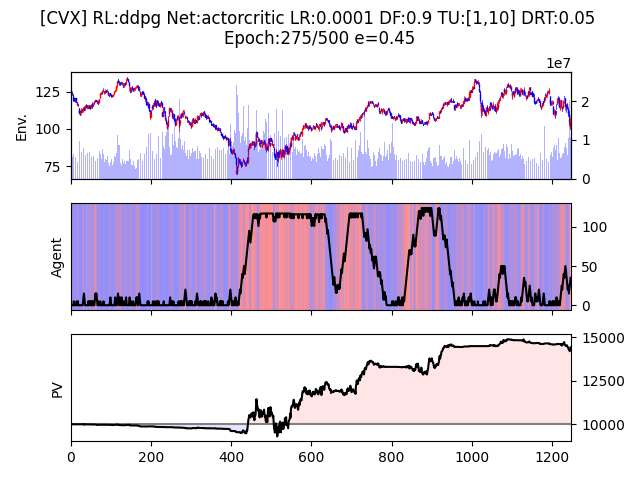 [CVX] RL:ddpg Net:actorcritic LR:0.0001 DF:0.9 TU:[1,10] DRT:0.05
Epoch:275/500 e=0.45
1e7
Env.
125
100
75
2
1
0
Agent
100
50
0
PV
15000
12500
10000
0 200 400 600 800 1000 1200